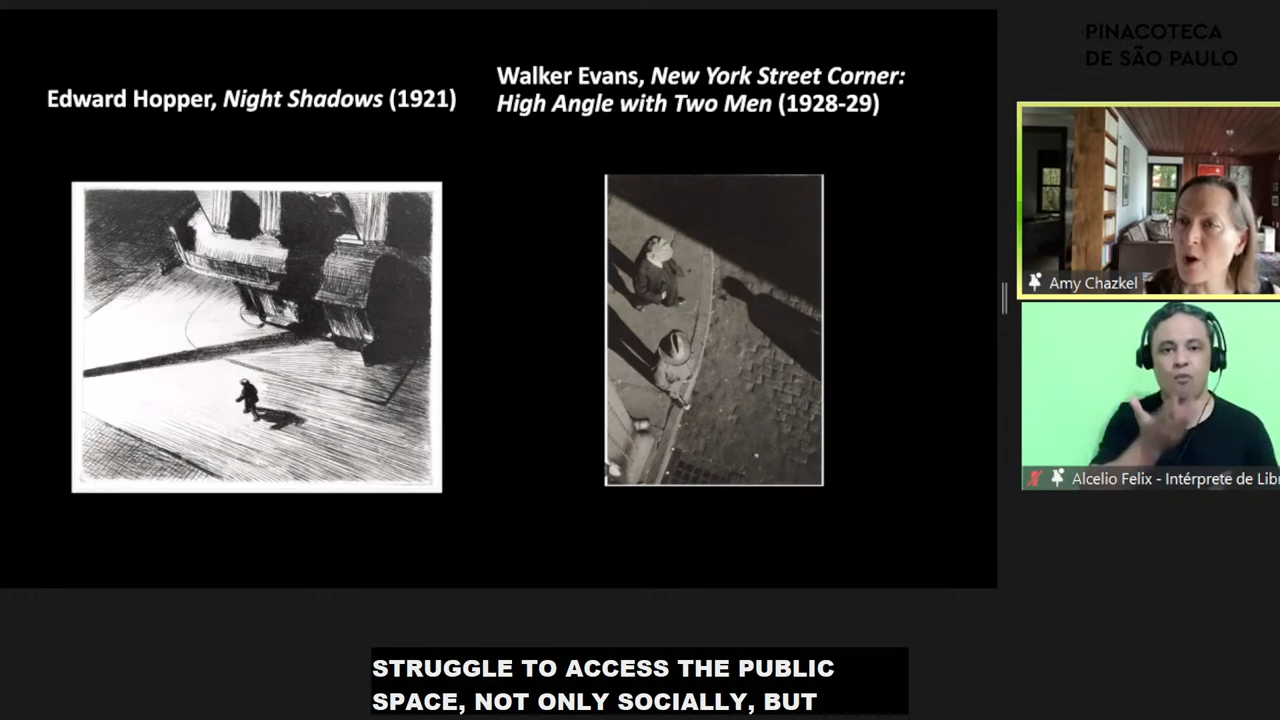 PINACOTECA
DE SÃO PAULO
Edward Hopper, Night Shadows (1921)
Walker Evans, New York Street Corner:
High Angle with Two Men (1928-29)
Amy Chazkel
Alcelio Felix - Intérprete de Libr
STRUGGLE TO ACCESS THE PUBLIC
SPACE, NOT ONLY SOCIALLY, BUT